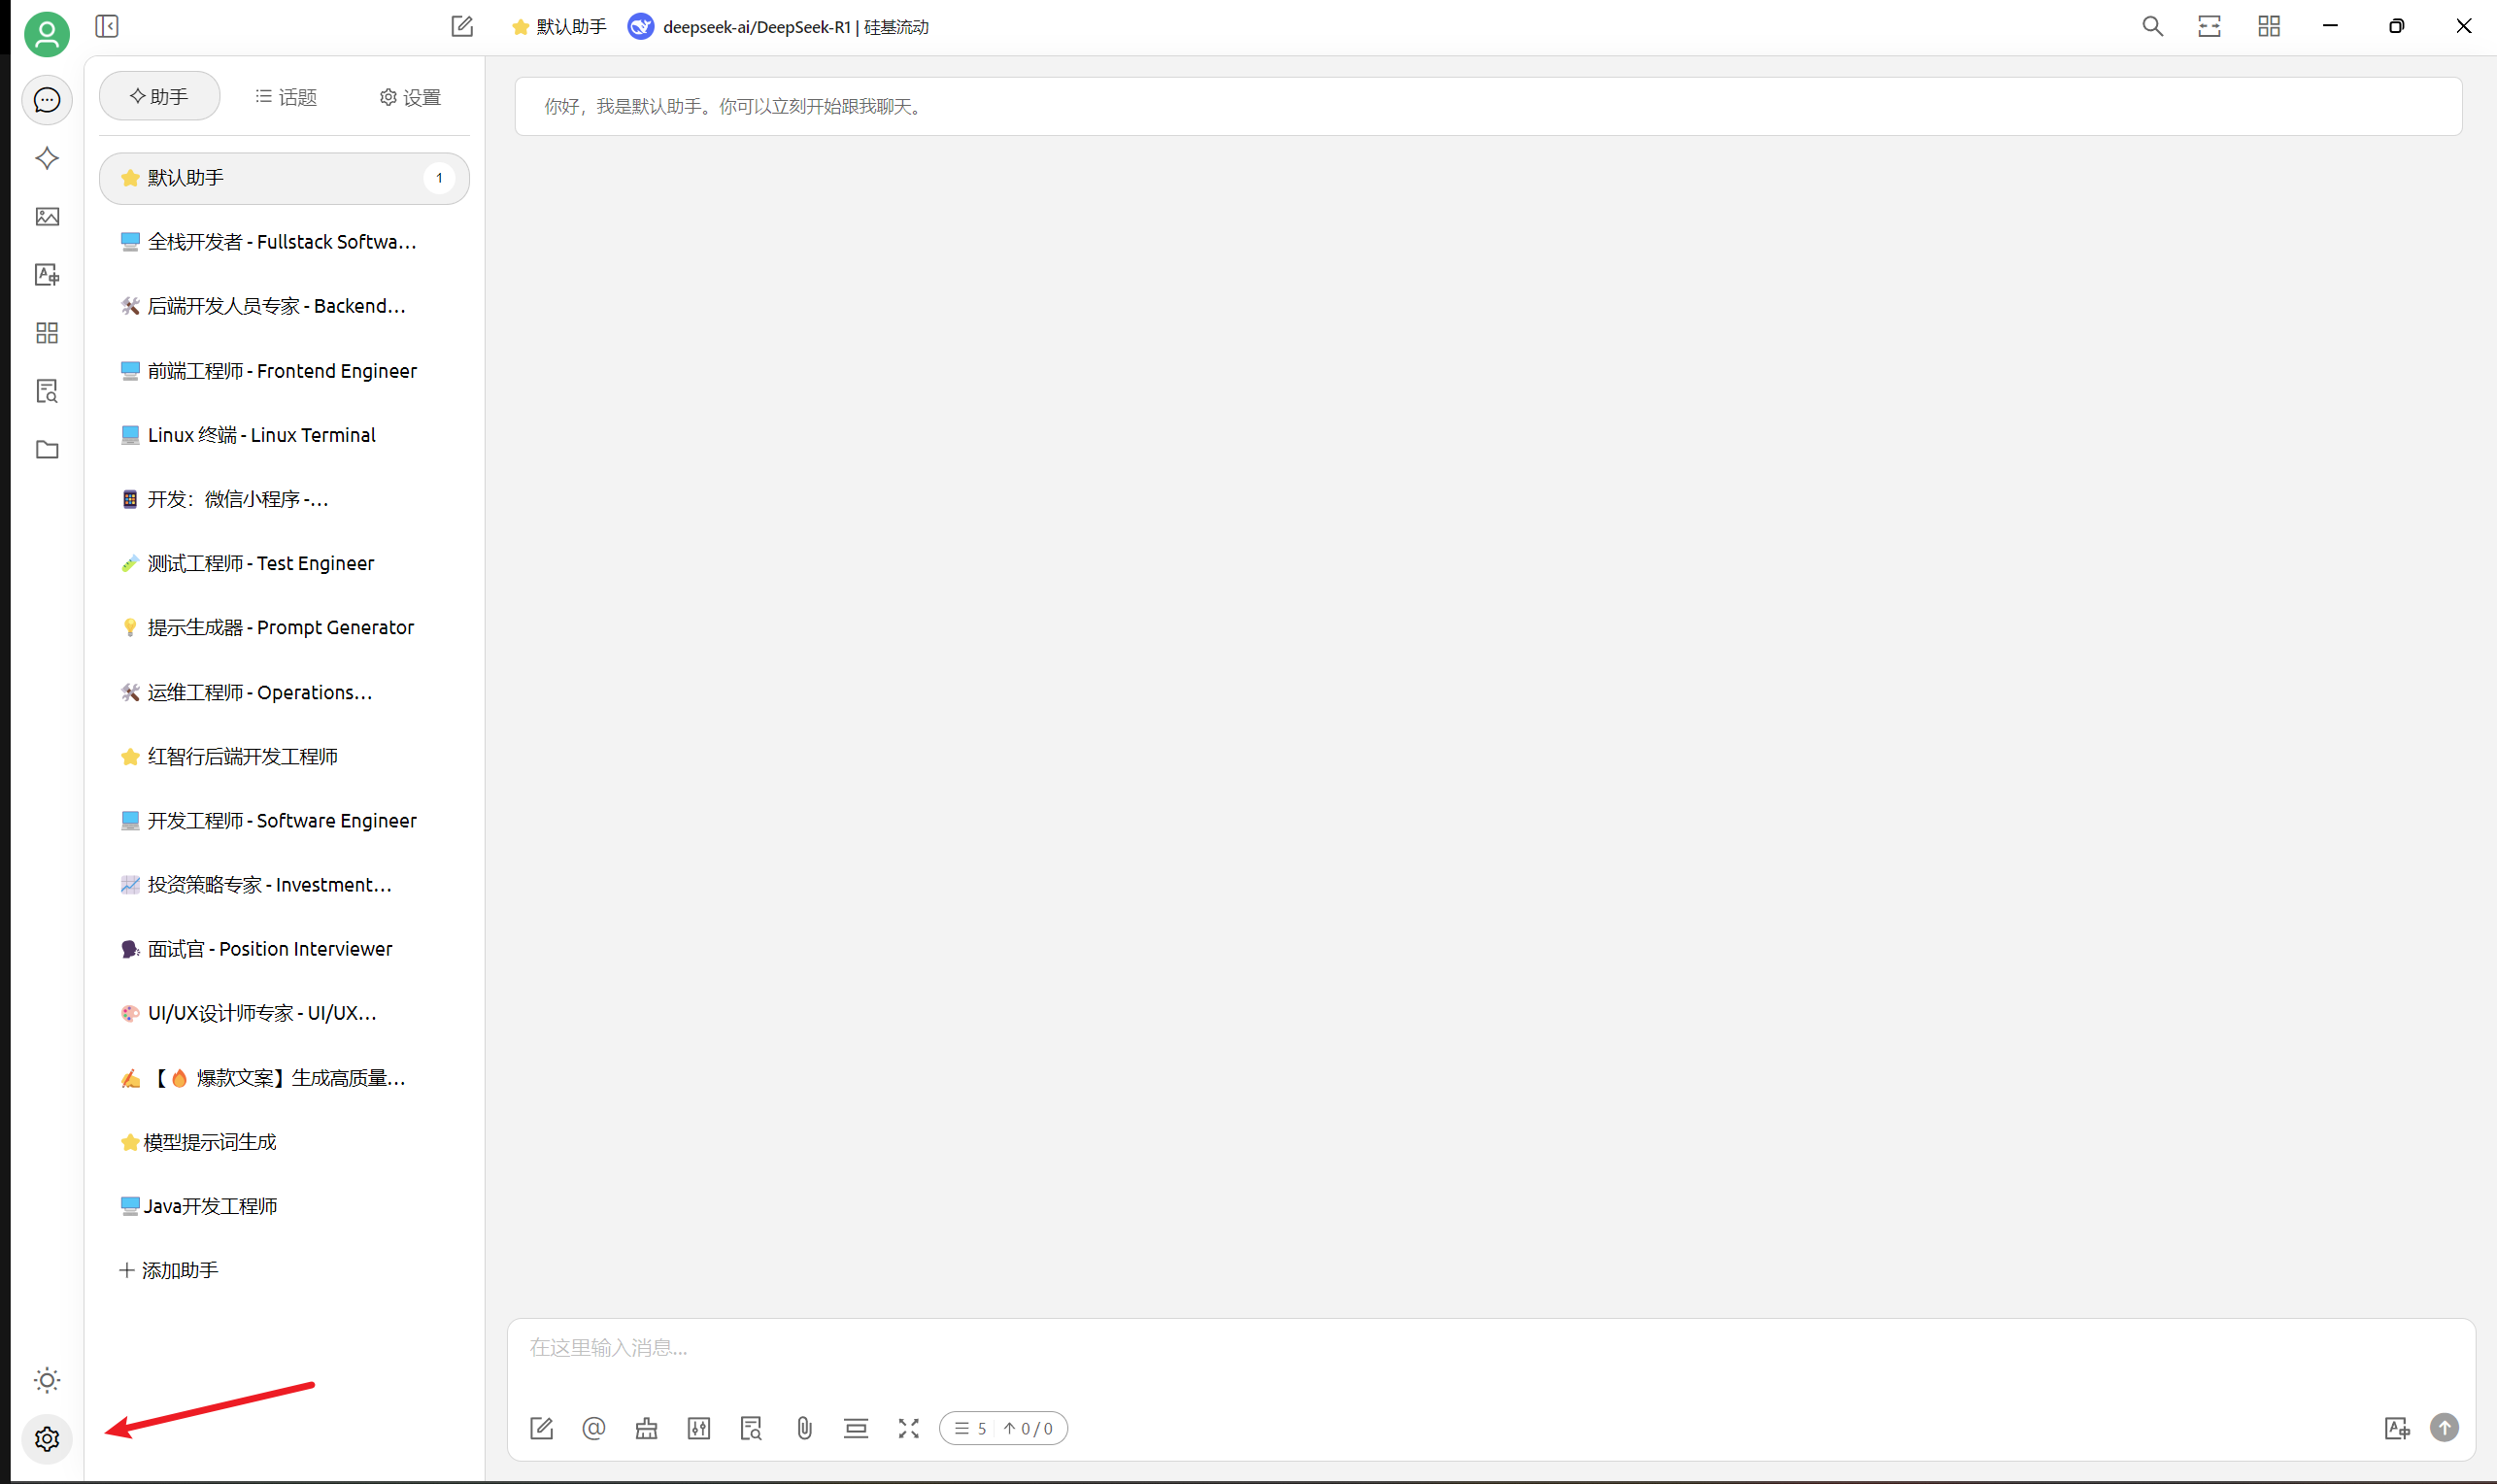 默认助手 deepseek-ai/DeepSeek-R1 | 硅基流动
助手 话题 设置
默认助手 1
全栈开发者 - Fullstack Softwa...
后端开发人员专家 - Backend...
前端工程师 - Frontend Engineer
Linux 终端 - Linux Terminal
开发：微信小程序 -...
测试工程师 - Test Engineer
提示生成器 - Prompt Generator
运维工程师 - Operations...
红智行后端开发工程师
开发工程师 - Software Engineer
投资策略专家 - Investment...
面试官 - Position Interviewer
UI/UX设计师专家 - UI/UX...
【🔥 爆款文案】生成高质量...
模型提示词生成
Java开发工程师
+ 添加助手
你好，我是默认助手。你可以立刻开始跟我聊天。
在这里输入消息...
5 ↑ 0 / 0